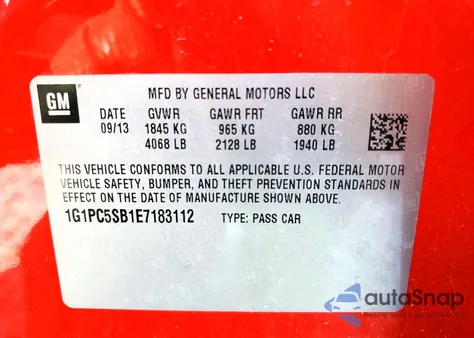 GM
MFD BY GENERAL MOTORS LLC
DATE GVWR GAWR FRT GAWR RR
09/13 1845 KG 965 KG 880 KG
4068 LB 2128 LB 1940 LB
THIS VEHICLE CONFORMS TO ALL APPLICABLE U.S. FEDERAL MOTOR
VEHICLE SAFETY, BUMPER, AND THEFT PREVENTION STANDARDS IN
EFFECT ON THE DATE OF MANUFACTURE SHOWN ABOVE.
1G1PC5SB1E7183112 TYPE: PASS CAR
autoSnap